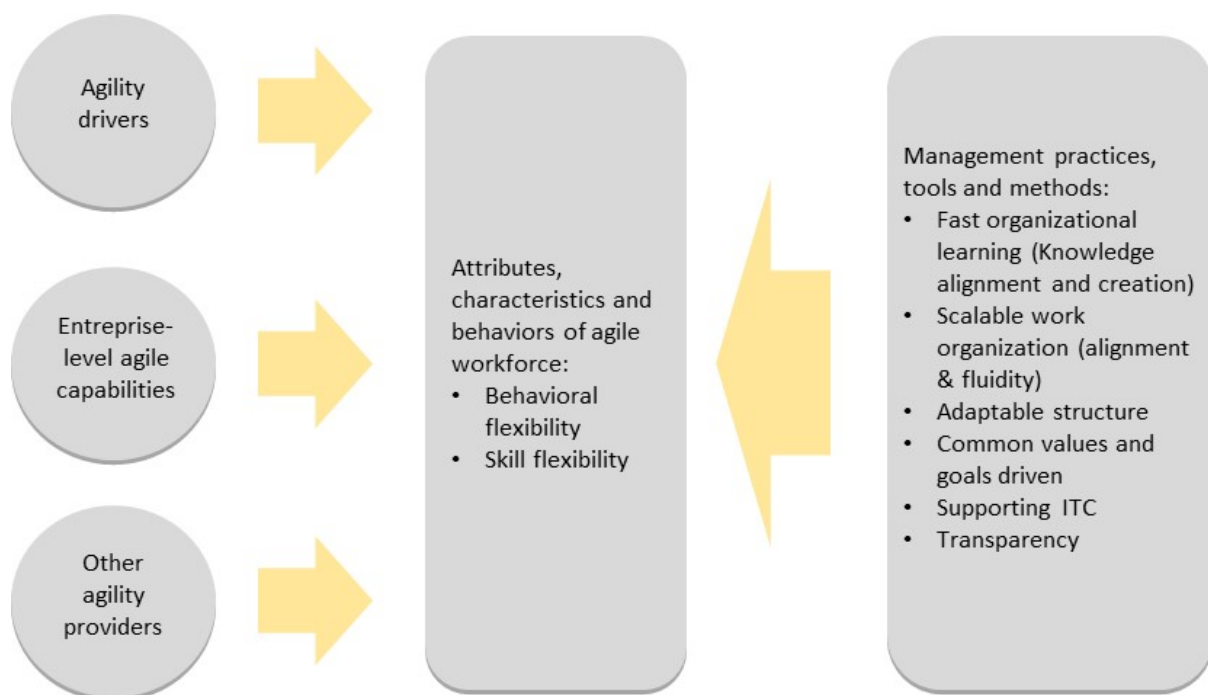 Agility
drivers
Entreprise-
level agile
capabilities
Other
agility
providers
Attributes,
characteristics and
behaviors of agile
workforce:
• Behavioral
flexibility
• Skill flexibility
Management practices,
tools and methods:
• Fast organizational
learning (Knowledge
alignment and creation)
• Scalable work
organization (alignment
& fluidity)
• Adaptable structure
• Common values and
goals driven
• Supporting ITC
• Transparency